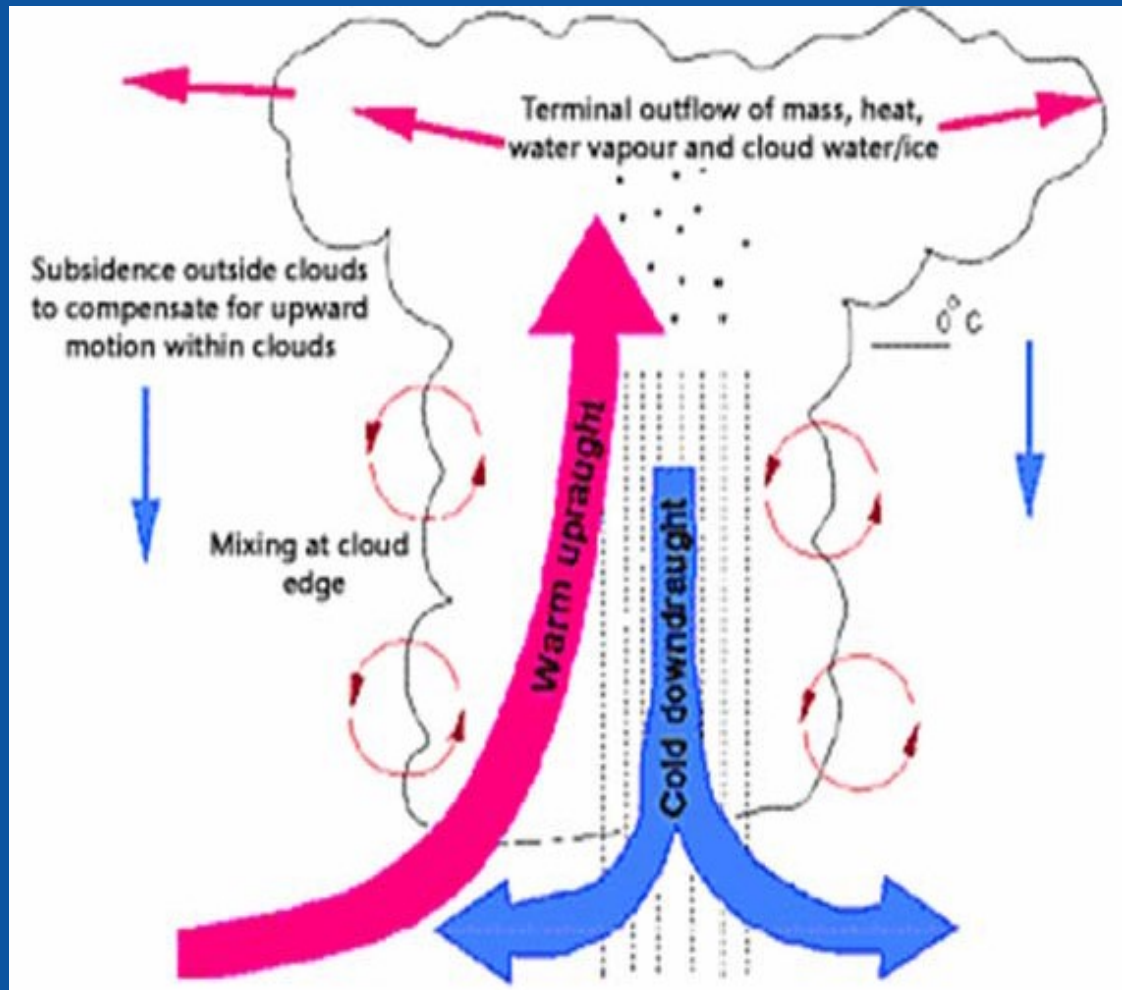 Terminal outflow of mass, heat,
water vapour and cloud water/ice
Subsidence outside clouds
to compensate for upward
motion within clouds
0°C
Warm upraught
Mixing at cloud
edge
Cold downdraught